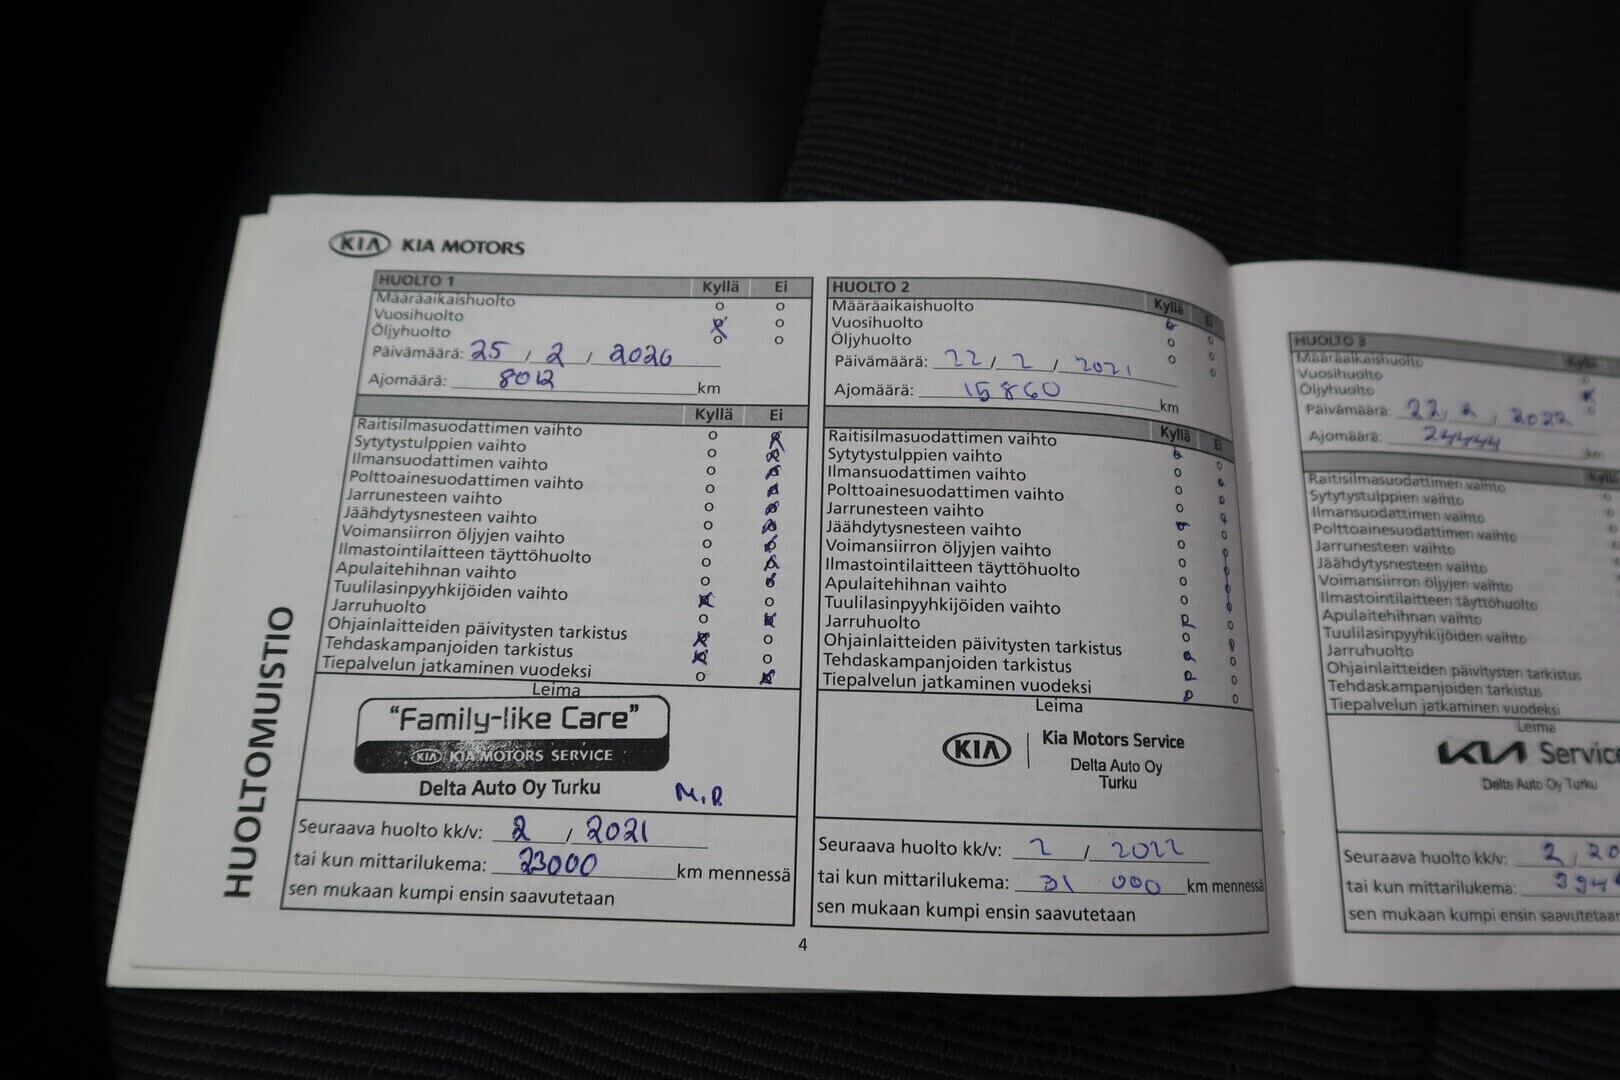 KIA KIA MOTORS
HUOLTOMUISTIO
HUOLTO 1 Kyllä Ei
Määräaikaishuolto
Vuosihuolto
Öljyhuolto
Päivämäärä: 25 / 2 / 2020
Ajomäärä: 8012 km
Kyllä Ei
Raitisilmasuodattimen vaihto
Sytytystulppien vaihto
Ilmansuodattimen vaihto
Polttoainesuodattimen vaihto
Jarrunesteen vaihto
Jäähdytysnesteen vaihto
Voimansiirron öljyjen vaihto
Ilmastointilaitteen täyttöhuolto
Apulaitehihnan vaihto
Tuulilasinpyyhkijöiden vaihto
Jarruhuolto
Ohjainlaitteiden päivitysten tarkistus
Tehdaskampanjoiden tarkistus
Tiepalvelun jatkaminen vuodeksi
Leima
"Family-like Care"
KIA KIA MOTORS SERVICE
Delta Auto Oy Turku
Seuraava huolto kk/v: 2 / 2021
tai kun mittarilukema: 23000 km mennessä
sen mukaan kumpi ensin saavutetaan
HUOLTO 2 Kyllä Ei
Määräaikaishuolto
Vuosihuolto
Öljyhuolto
Päivämäärä: 22 / 2 / 2021
Ajomäärä: 15860 km
Kyllä Ei
Raitisilmasuodattimen vaihto
Sytytystulppien vaihto
Ilmansuodattimen vaihto
Polttoainesuodattimen vaihto
Jarrunesteen vaihto
Jäähdytysnesteen vaihto
Voimansiirron öljyjen vaihto
Ilmastointilaitteen täyttöhuolto
Apulaitehihnan vaihto
Tuulilasinpyyhkijöiden vaihto
Jarruhuolto
Ohjainlaitteiden päivitysten tarkistus
Tehdaskampanjoiden tarkistus
Tiepalvelun jatkaminen vuodeksi
Leima
KIA Kia Motors Service
Delta Auto Oy
Turku
Seuraava huolto kk/v: 2 / 2022
tai kun mittarilukema: 31 000 km mennessä
sen mukaan kumpi ensin saavutetaan
4
HUOLTO 3
Määräaikaishuolto
Vuosihuolto
Öljyhuolto
Päivämäärä: 22, 2, 2022
Ajomäärä: 24444 km
Raitisilmasuodattimen vaihto
Sytytystulppien vaihto
Ilmansuodattimen vaihto
Polttoainesuodattimen vaihto
Jarrunesteen vaihto
Jäähdytysnesteen vaihto
Voimansiirron öljyjen vaihto
Ilmastointilaitteen täyttöhuolto
Apulaitehihnan vaihto
Tuulilasinpyyhkijöiden vaihto
Jarruhuolto
Ohjainlaitteiden päivitysten tarkistus
Tehdaskampanjoiden tarkistus
Tiepalvelun jatkaminen vuodeksi
Leima
KIA Service
Delta Auto Oy Turku
Seuraava huolto kk/v: 2, 20
tai kun mittarilukema:
sen mukaan kumpi ensin saavutetaan